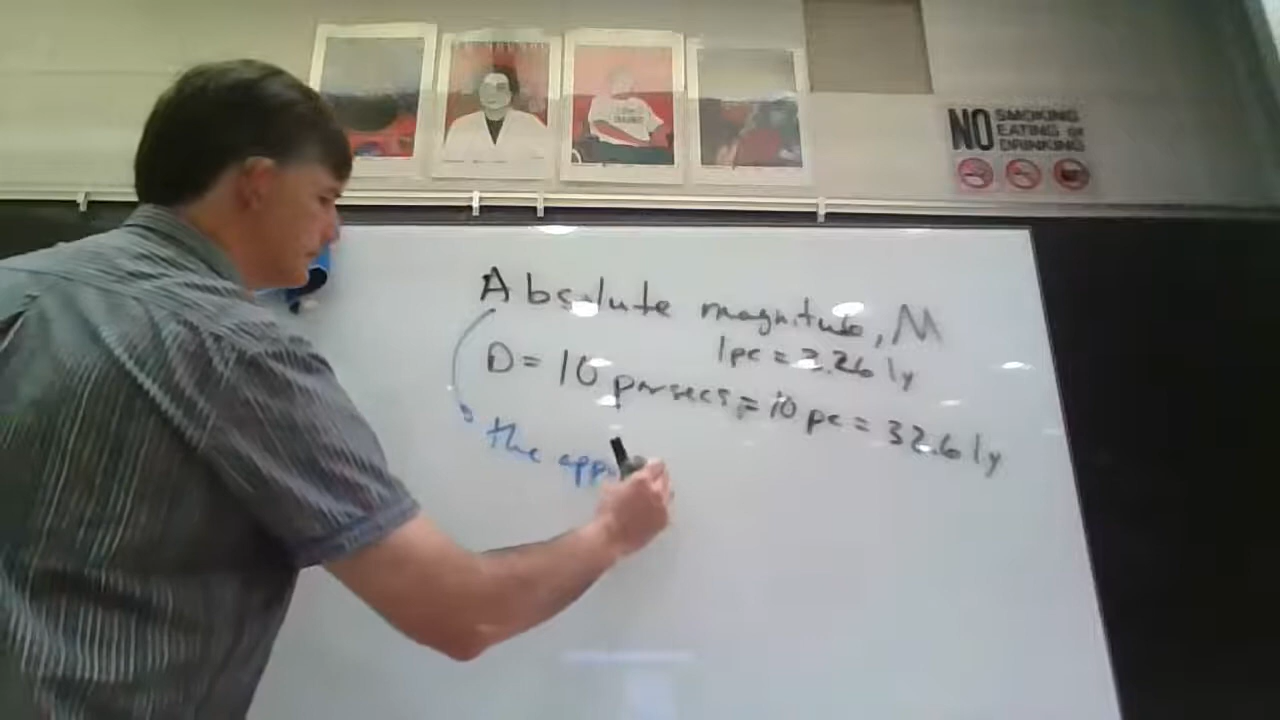 NO SMOKING
EATING or
DRINKING
Absolute magnitude, M
1pc = 3.26 ly
D = 10 parsecs = 10 pc = 32.6 ly
the app